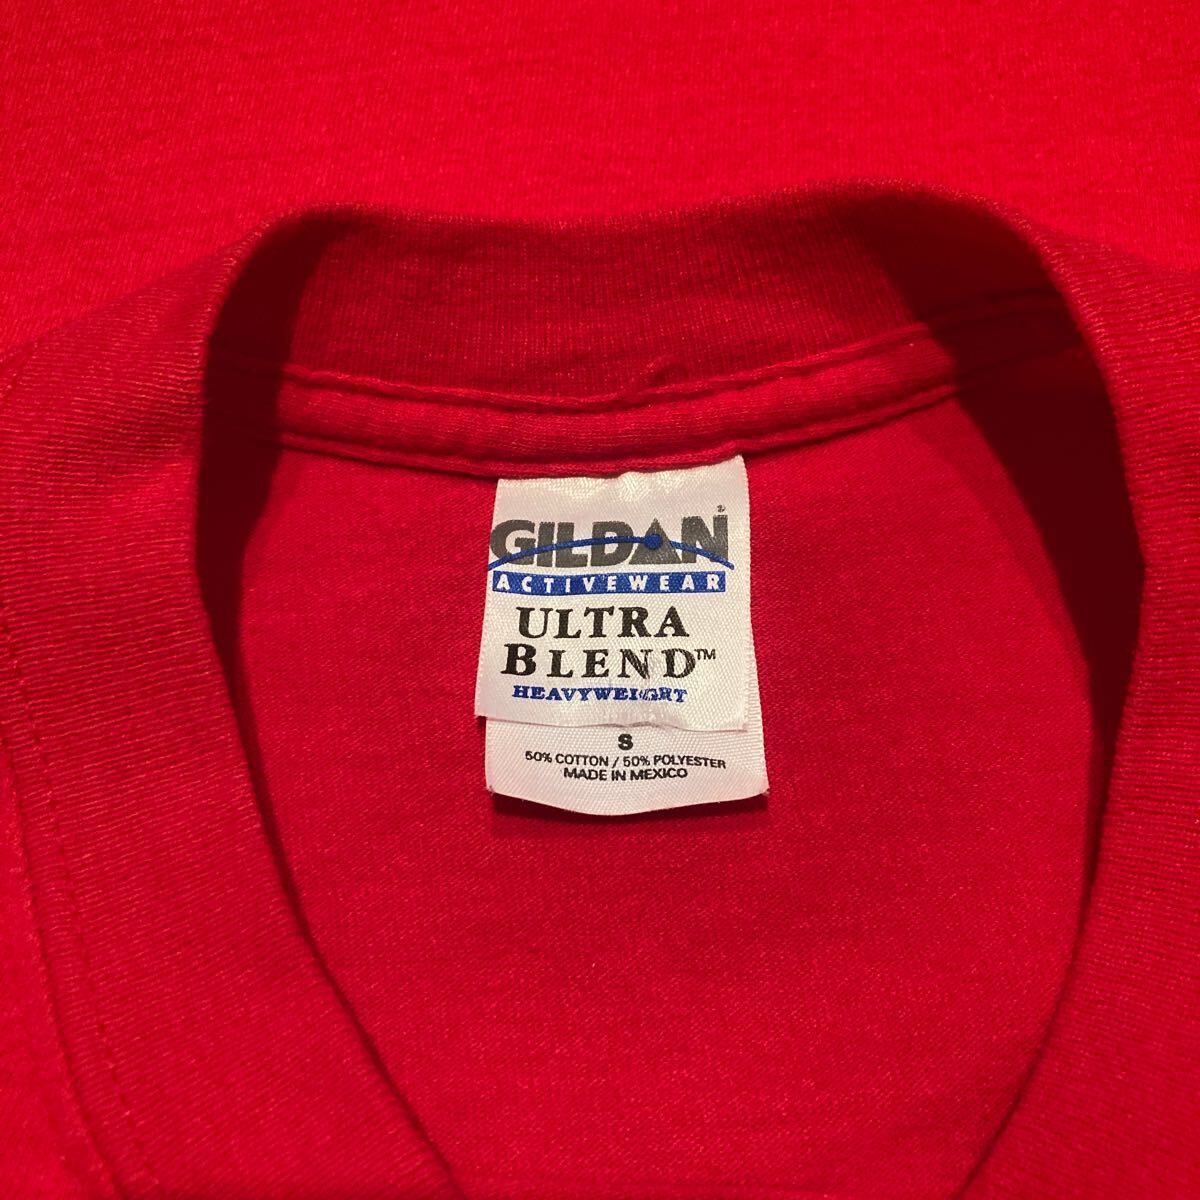 GILDAN
ACTIVEWEAR
ULTRA
BLEND™
HEAVYWEIGHT
S
50% COTTON / 50% POLYESTER
MADE IN MEXICO